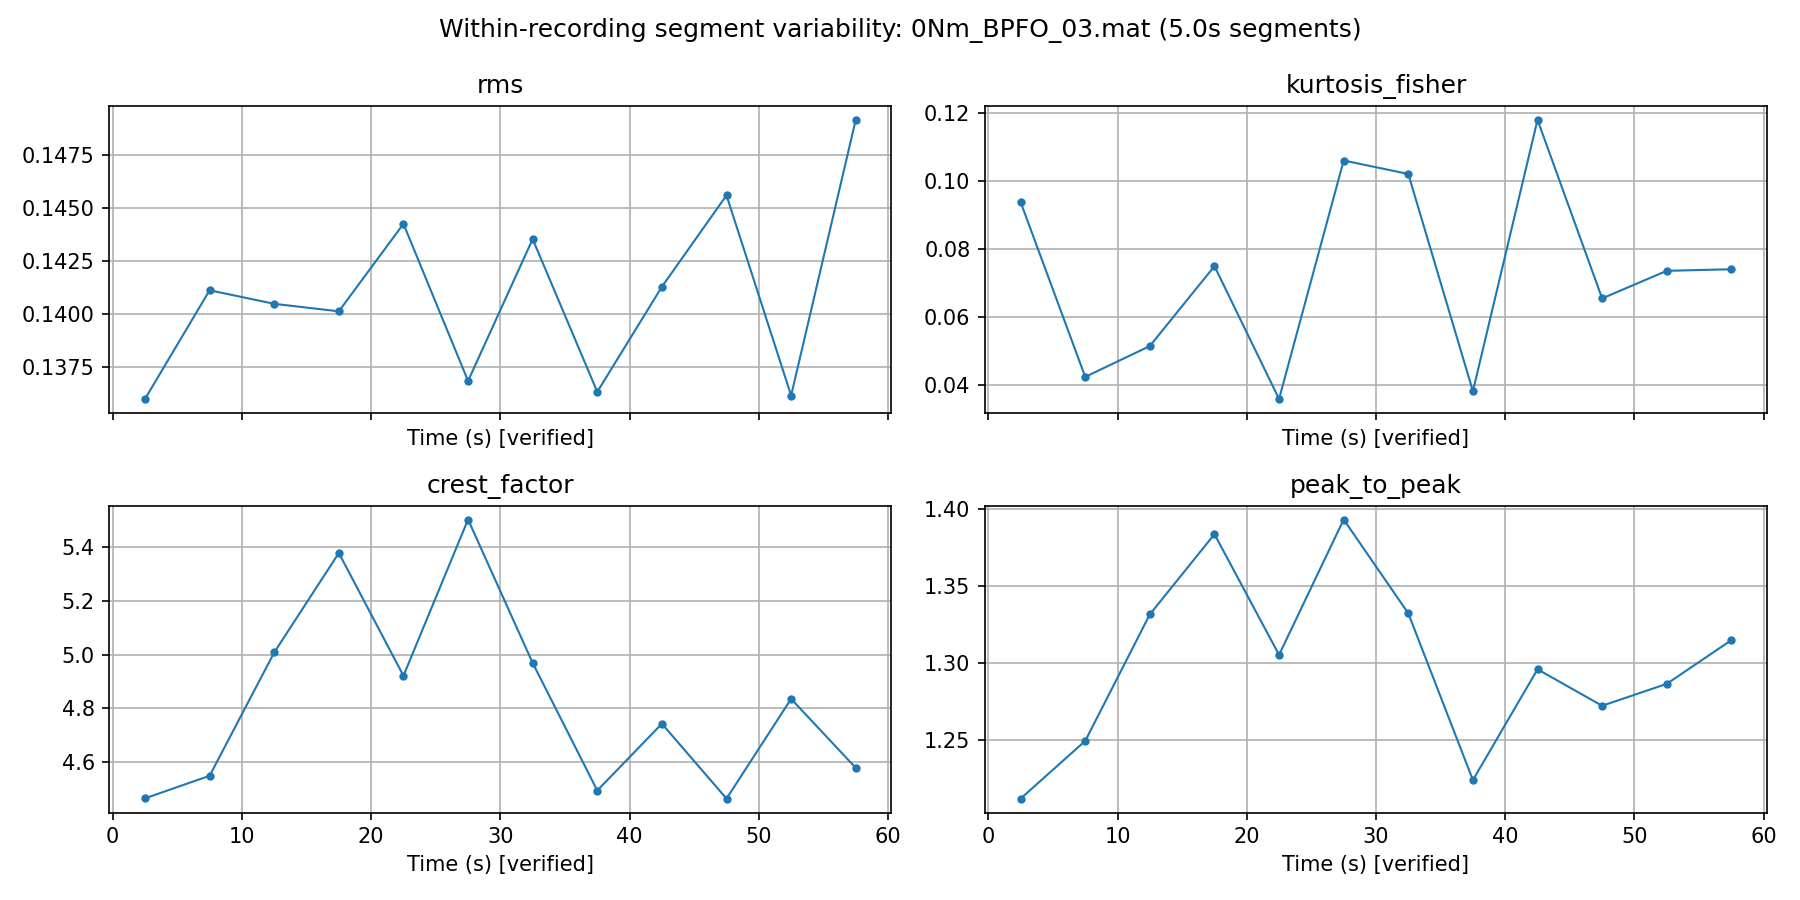 Within-recording segment variability: 0Nm_BPFO_03.mat (5.0s segments)
rms
0.1475
0.1450
0.1425
0.1400
0.1375
Time (s) [verified]
kurtosis_fisher
0.12
0.10
0.08
0.06
0.04
Time (s) [verified]
crest_factor
5.4
5.2
5.0
4.8
4.6
0 10 20 30 40 50 60
Time (s) [verified]
peak_to_peak
1.40
1.35
1.30
1.25
0 10 20 30 40 50 60
Time (s) [verified]